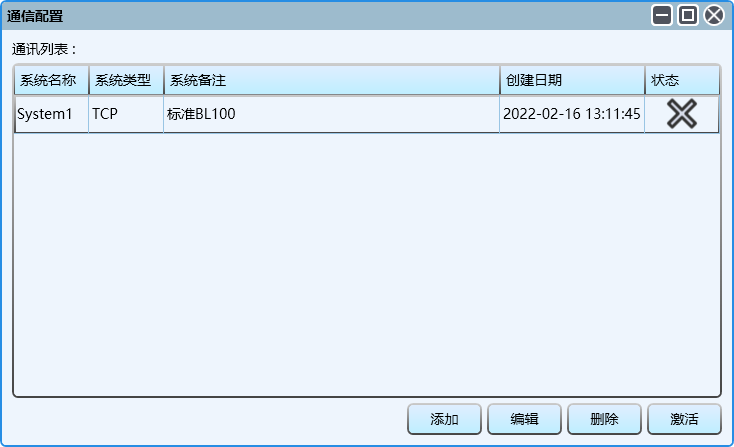 通信配置
通讯列表：
系统名称 系统类型 系统备注 创建日期 状态
System1 TCP 标准BL100 2022-02-16 13:11:45
添加 编辑 删除 激活